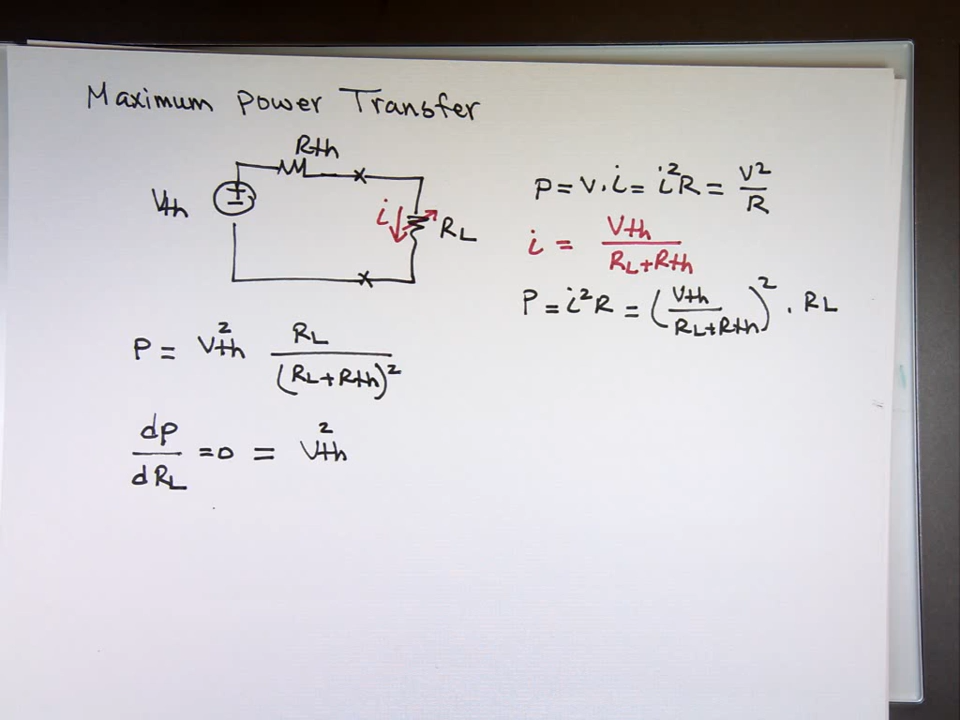 Maximum Power Transfer
Rth
Vth
i
RL
P = V · i = i²R = V²/R
i = Vth/(RL+Rth)
P = i²R = (Vth/(RL+Rth))² · RL
P = Vth² RL/(RL+Rth)²
dP/dRL = 0 = Vth²